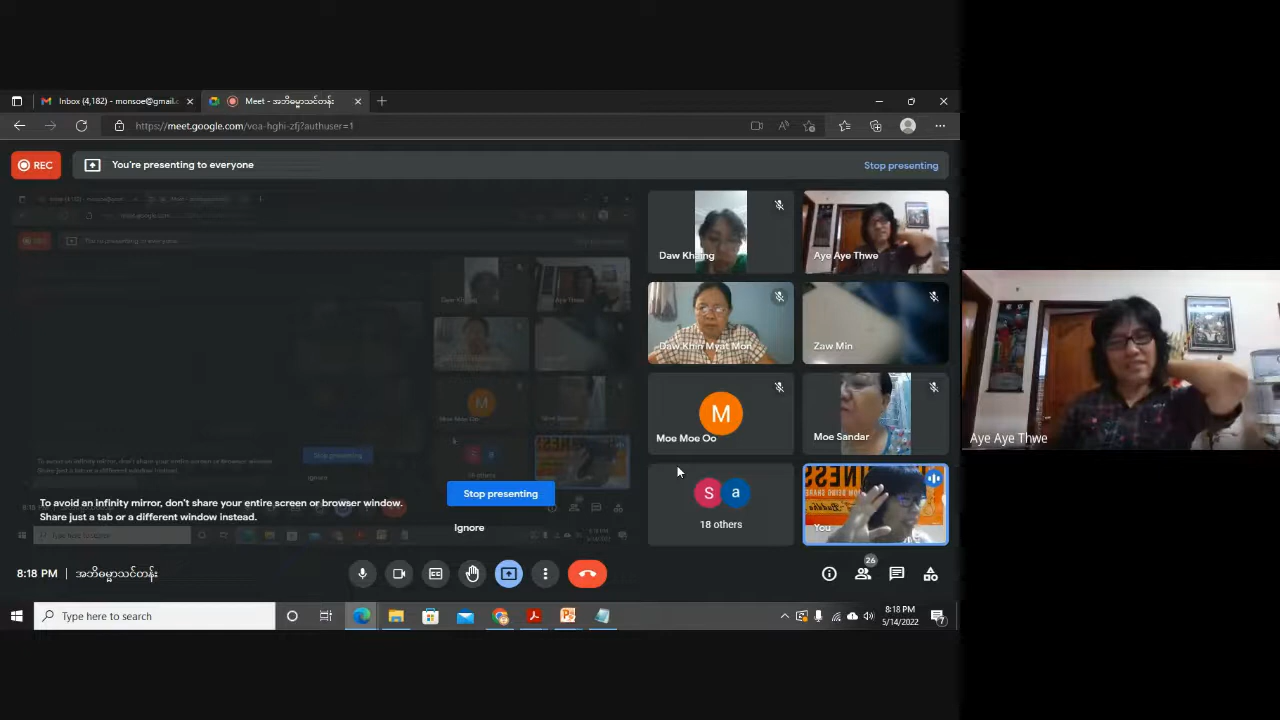 Inbox (4,182) - monsoe@gmail.c
Meet - အဘိဓမ္မာသင်တန်း
https://meet.google.com/voa-hghi-zfj?authuser=1
REC
You're presenting to everyone
Stop presenting
Daw Khaing
Aye Aye Thwe
Daw Khin Myat Mon
Zaw Min
Aye Aye Thwe
M
Moe Moe Oo
Moe Sandar
To avoid an infinity mirror, don't share your entire screen or browser window.
Share just a tab or a different window instead.
Stop presenting
Ignore
S a
18 others
You
8:18 PM | အဘိဓမ္မာသင်တန်း
26
Type here to search
8:18 PM
5/14/2022
7